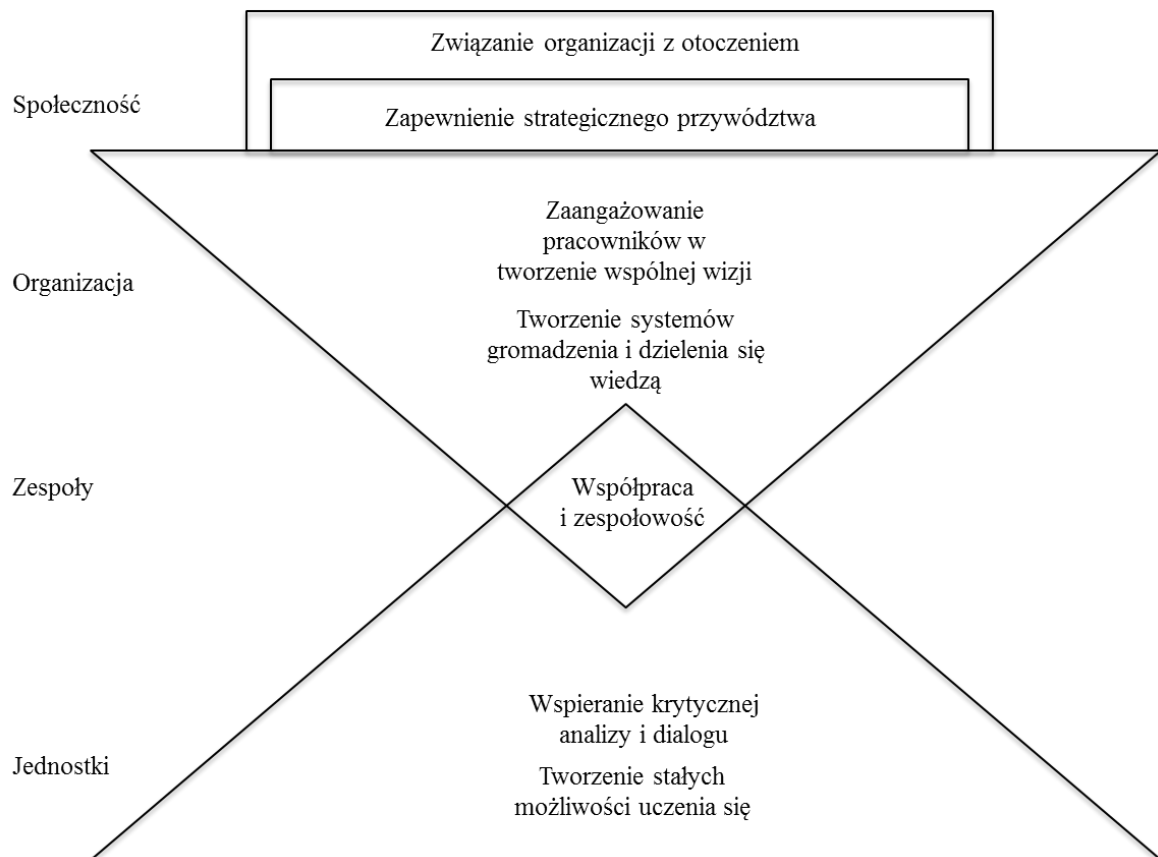 Związanie organizacji z otoczeniem
Społeczność
Zapewnienie strategicznego przywództwa
Zaangażowanie
pracowników w
tworzenie wspólnej wizji
Organizacja
Tworzenie systemów
gromadzenia i dzielenia się
wiedzą
Zespoły
Współpraca
i zespołowość
Wspieranie krytycznej
analizy i dialogu
Jednostki
Tworzenie stałych
możliwości uczenia się